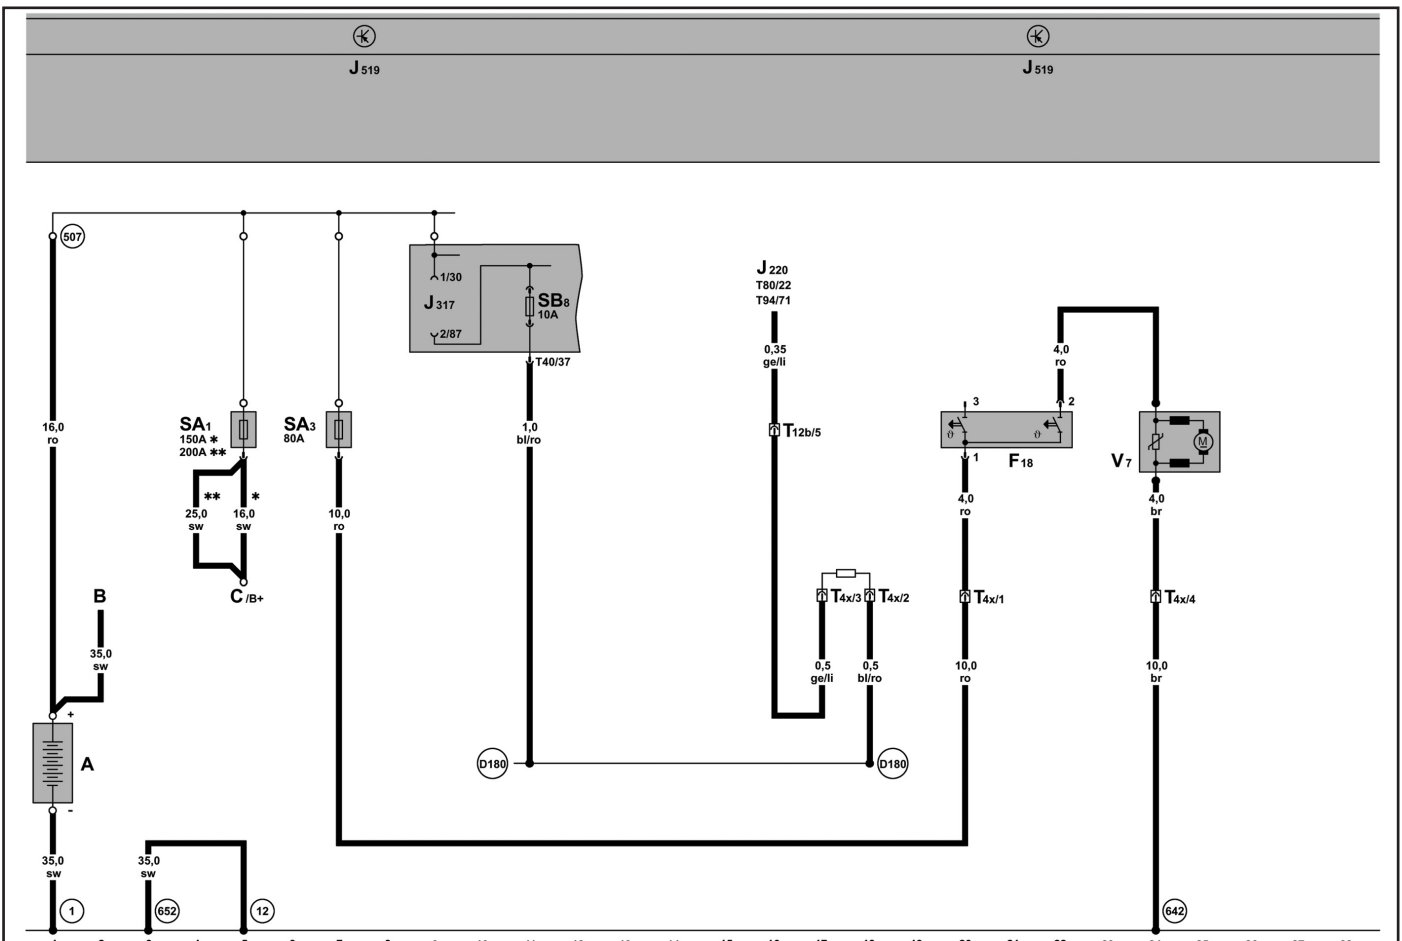 J519
J519
507
1/30
J317
2/87
SB8
10A
T40/37
J220
T80/22
T94/71
0,35
ge/li
4,0
ro
SA1
150A *
200A **
SA3
80A
16,0
ro
1,0
bl/ro
T12b/5
3
2
1
F18
V7
M
**
*
25,0
sw
16,0
sw
10,0
ro
4,0
ro
4,0
br
B
C/B+
T4x/3
T4x/2
T4x/1
T4x/4
35,0
sw
0,5
ge/li
0,5
bl/ro
10,0
ro
10,0
br
+
A
-
D180
D180
35,0
sw
35,0
sw
1
652
12
642